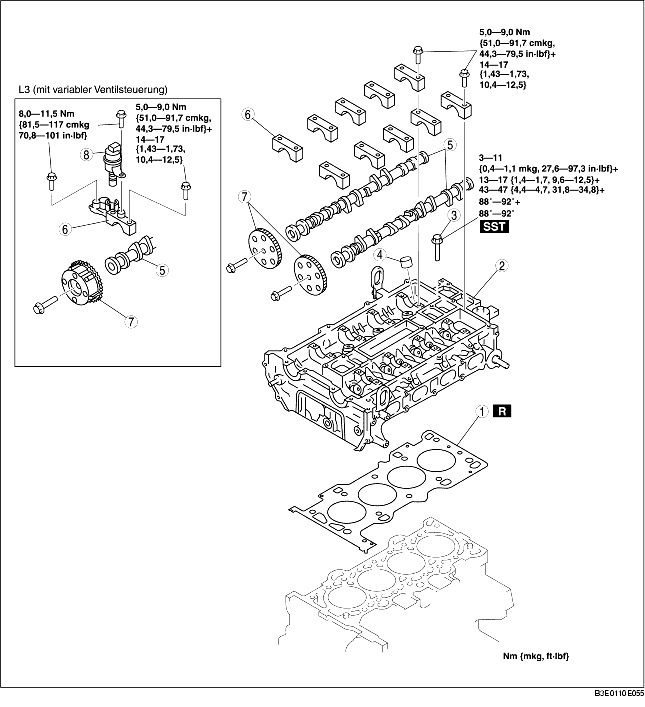 5,0—9,0 Nm
{51,0—91,7 cmkg,
44,3—79,5 in·lbf}+
14—17
{1,43—1,73,
10,4—12,5}
L3 (mit variabler Ventilsteuerung)
8,0—11,5 Nm
{81,5—117 cmkg
70,8—101 in·lbf}
5,0—9,0 Nm
{51,0—91,7 cmkg,
44,3—79,5 in·lbf}+
14—17
{1,43—1,73,
10,4—12,5}
8
6
5
7
6
5
7
3—11
{0,4—1,1 mkg, 27,6—97,3 in·lbf}+
13—17 {1,4—1,7, 9,6—12,5}+
43—47 {4,4—4,7, 31,8—34,8}+
88°—92°+
88°—92°
3
SST
4
2
1
R
Nm {mkg, ft·lbf}
B3E0110E055